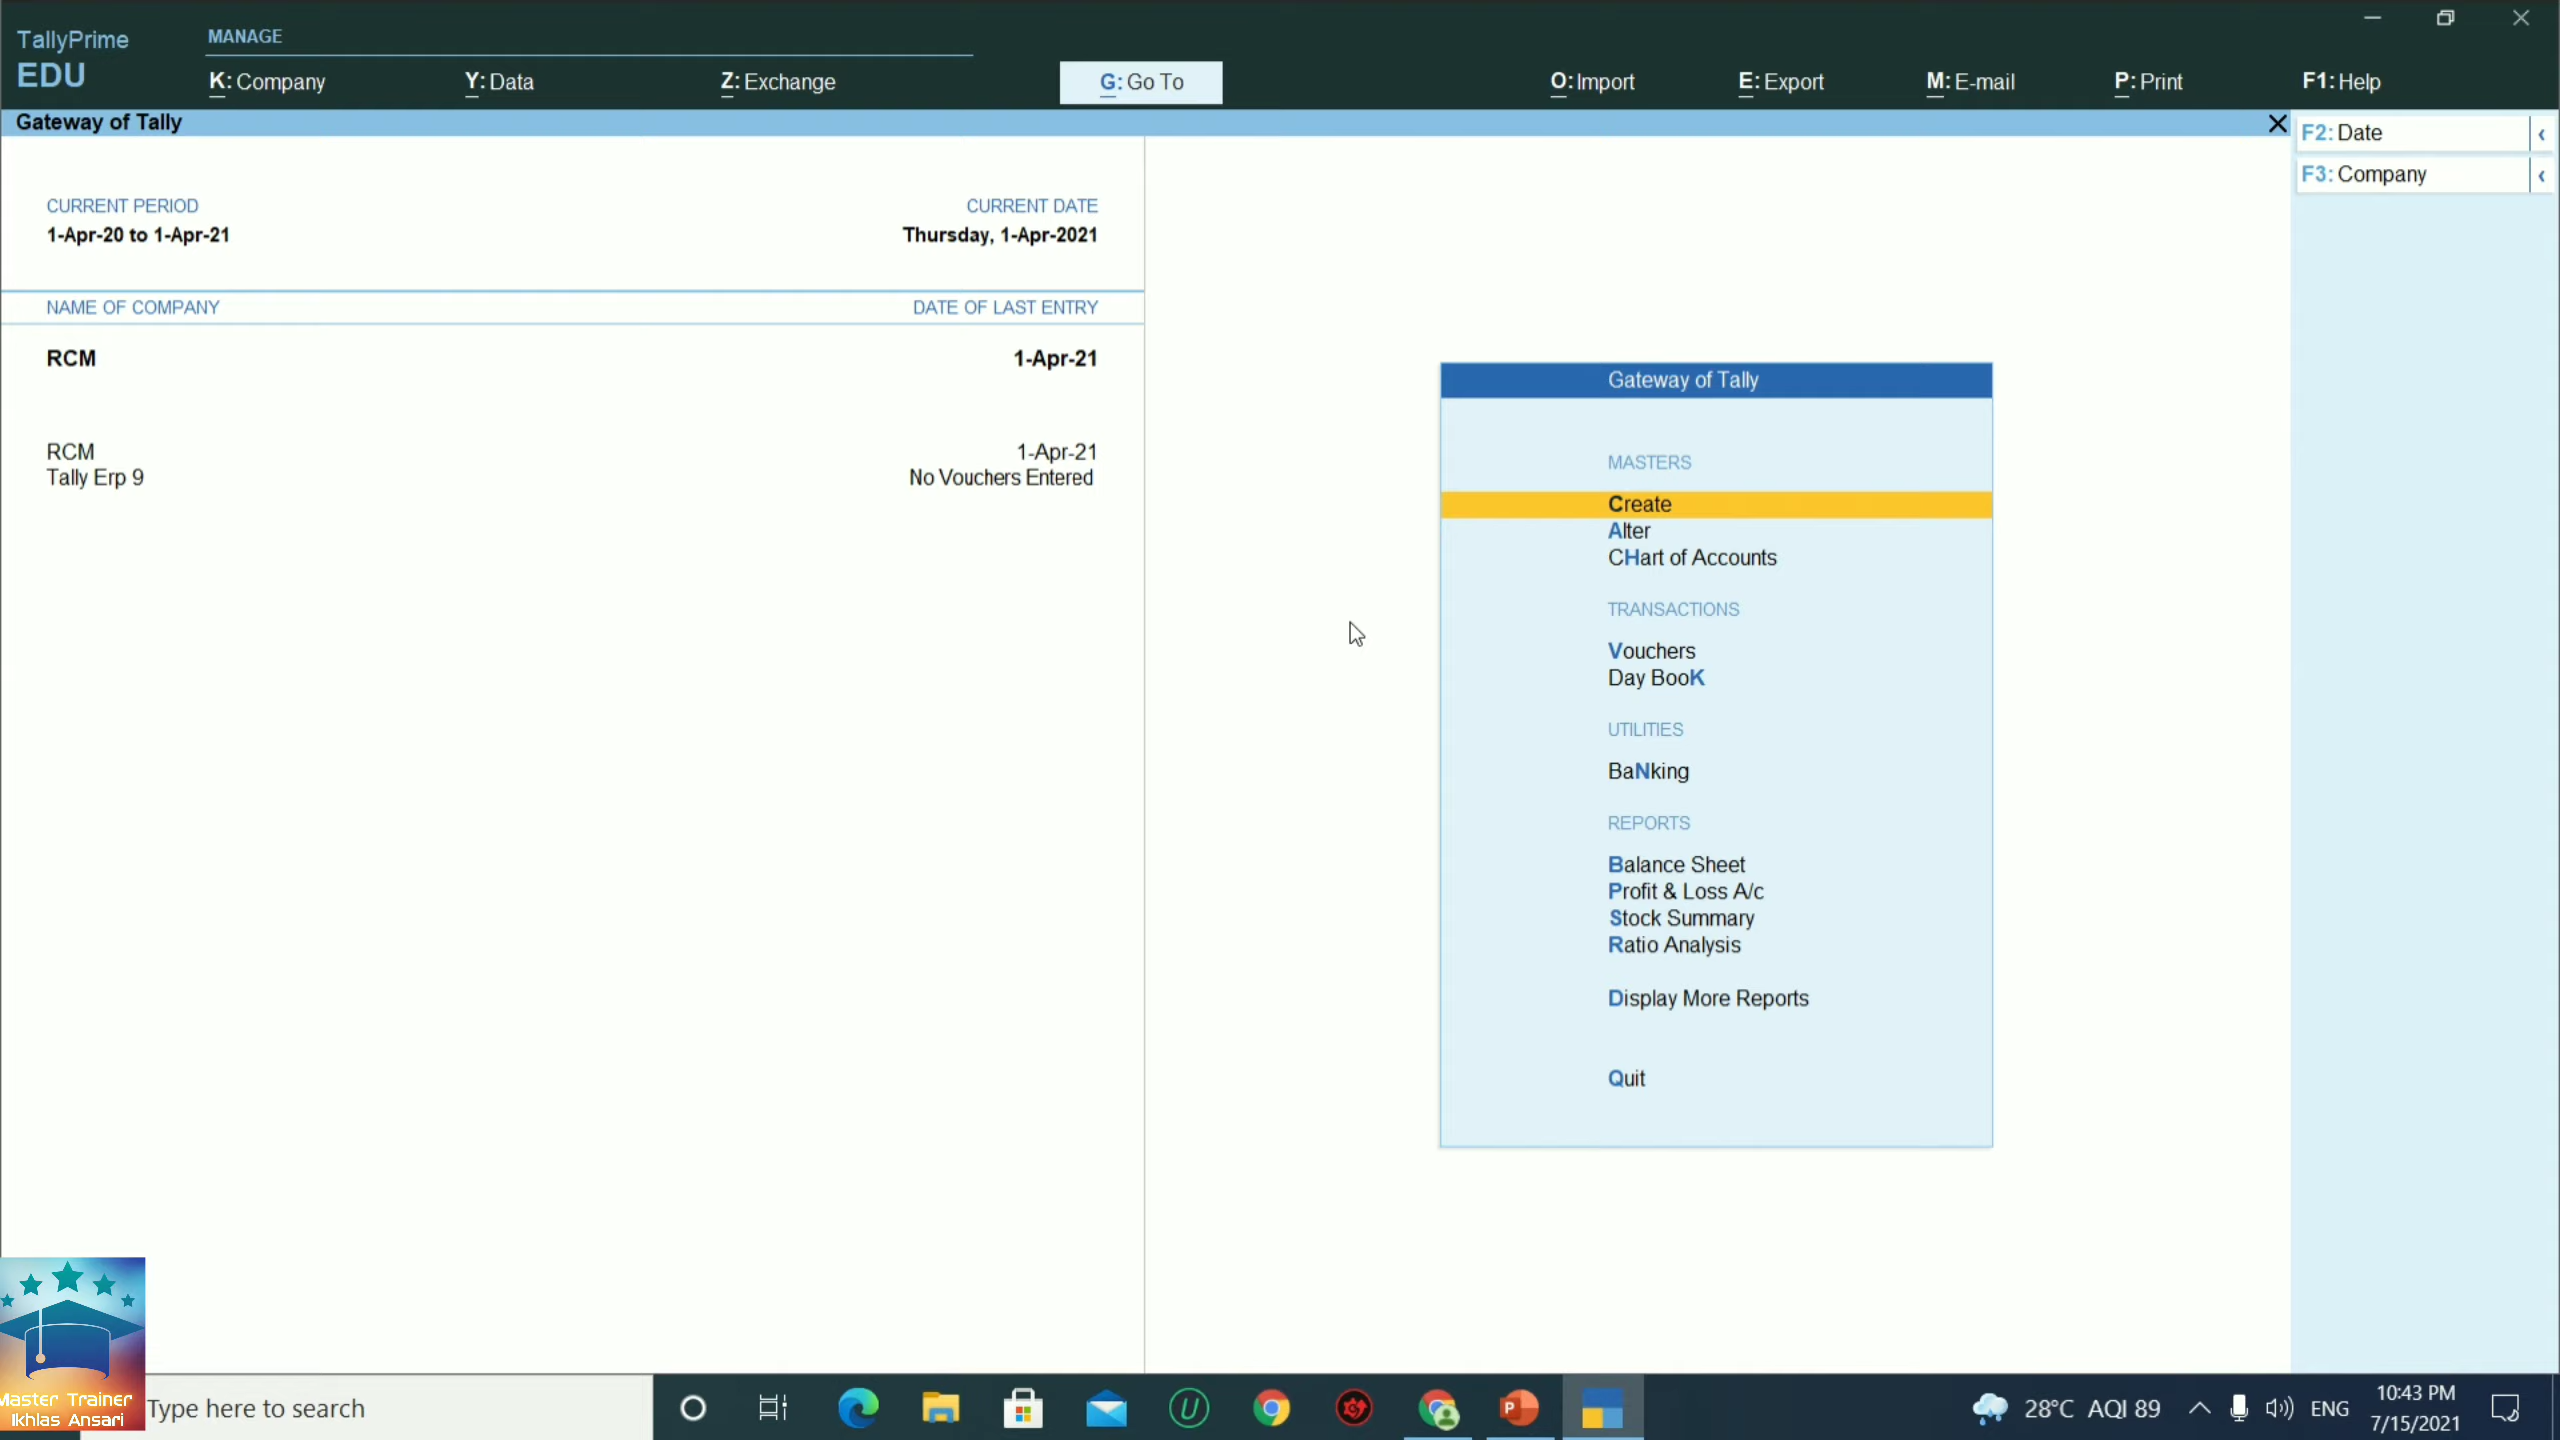 TallyPrime
EDU
MANAGE
K: Company
Y: Data
Z: Exchange
G: Go To
O: Import
E: Export
M: E-mail
P: Print
F1: Help
Gateway of Tally
F2: Date
F3: Company
CURRENT PERIOD
CURRENT DATE
1-Apr-20 to 1-Apr-21
Thursday, 1-Apr-2021
NAME OF COMPANY
DATE OF LAST ENTRY
RCM
1-Apr-21
RCM
1-Apr-21
Tally Erp 9
No Vouchers Entered
Gateway of Tally
MASTERS
Create
Alter
CHart of Accounts
TRANSACTIONS
Vouchers
Day BooK
UTILITIES
BaNking
REPORTS
Balance Sheet
Profit & Loss A/c
Stock Summary
Ratio Analysis
Display More Reports
Quit
Master Trainer
Ikhlas Ansari
Type here to search
28°C AQI 89
ENG
10:43 PM
7/15/2021